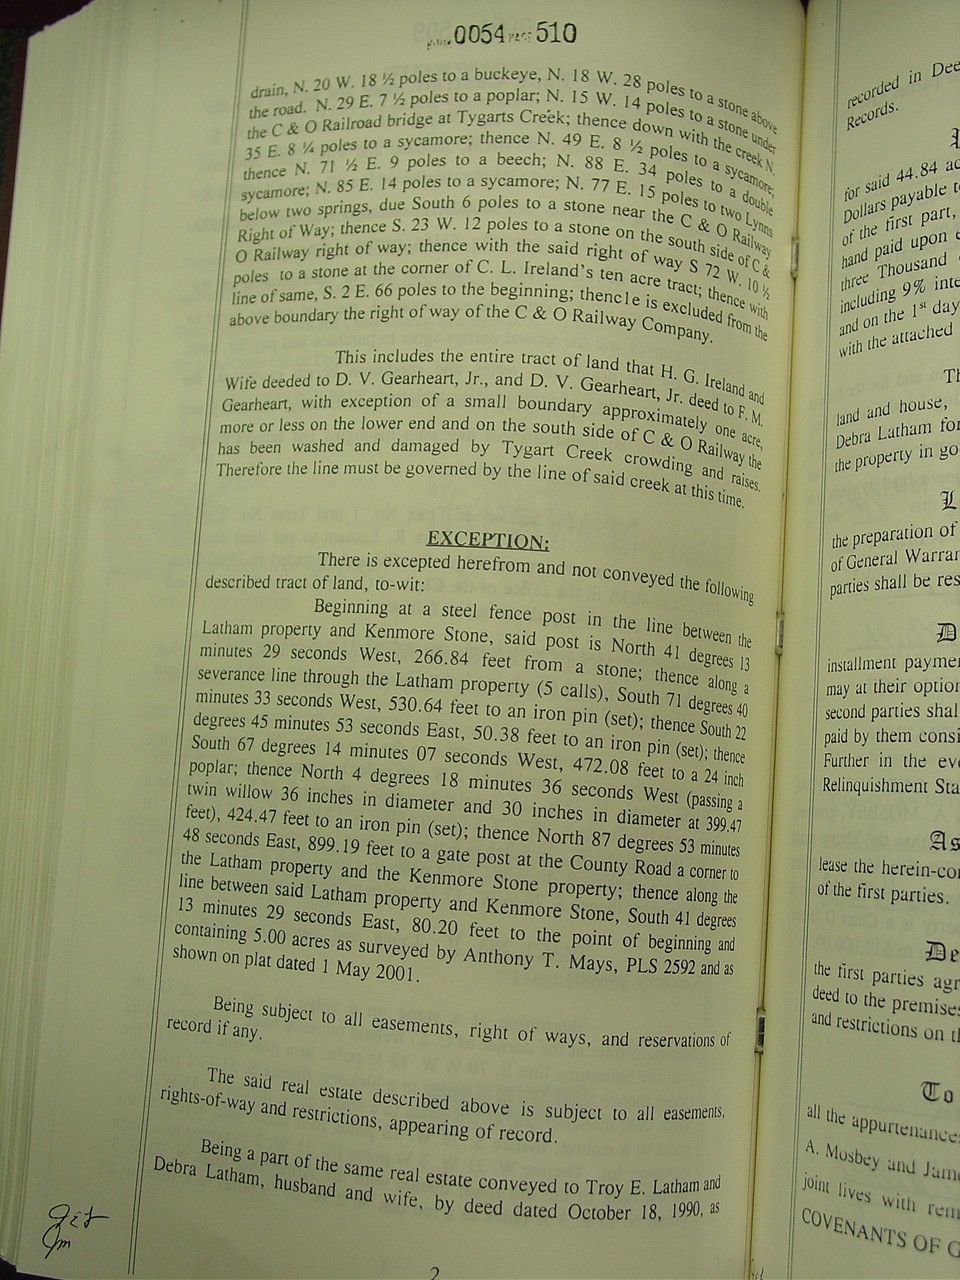 0054 510
drain, N. 20 W. 18 ½ poles to a buckeye, N. 18 W. 28 poles to a stone above
the road. N. 29 E. 7 ½ poles to a poplar; N. 15 W. 14 poles to a stone under
the C & O Railroad bridge at Tygarts Creek; thence down with the creek N.
35 E. 8 ¼ poles to a sycamore; thence N. 49 E. 8 ½ poles to a sycamore;
thence N. 71 ½ E. 9 poles to a beech; N. 88 E. 34 poles to a double
sycamore; N. 85 E. 14 poles to a sycamore; N. 77 E. 15 poles to two Lynns
below two springs, due South 6 poles to a stone near the C & O Railway
Right of Way; thence S. 23 W. 12 poles to a stone on the south side of C &
O Railway right of way; thence with the said right of way S 72 W. 10 ½
poles to a stone at the corner of C. L. Ireland's ten acre tract; thence with
line of same, S. 2 E. 66 poles to the beginning; thencle is excluded from the
above boundary the right of way of the C & O Railway Company.
This includes the entire tract of land that H. G. Ireland and
Wife deeded to D. V. Gearheart, Jr., and D. V. Gearheart, Jr. deed to F. M.
Gearheart, with exception of a small boundary approximately one acre,
more or less on the lower end and on the south side of C & O Railway the
has been washed and damaged by Tygart Creek crowding and raises.
Therefore the line must be governed by the line of said creek at this time.
EXCEPTION:
There is excepted herefrom and not conveyed the following
described tract of land, to-wit:
Beginning at a steel fence post in the line between the
Latham property and Kenmore Stone, said post is North 41 degrees 13
minutes 29 seconds West, 266.84 feet from a stone; thence along a
severance line through the Latham property (5 calls), South 71 degrees 40
minutes 33 seconds West, 530.64 feet to an iron pin (set); thence South 22
degrees 45 minutes 53 seconds East, 50.38 feet to an iron pin (set); thence
South 67 degrees 14 minutes 07 seconds West, 472.08 feet to a 24 inch
poplar; thence North 4 degrees 18 minutes 36 seconds West (passing a
twin willow 36 inches in diameter and 30 inches in diameter at 399.47
feet), 424.47 feet to an iron pin (set); thence North 87 degrees 53 minutes
48 seconds East, 899.19 feet to a gate post at the County Road a corner to
the Latham property and the Kenmore Stone property; thence along the
line between said Latham property and Kenmore Stone, South 41 degrees
13 minutes 29 seconds East, 80.20 feet to the point of beginning and
containing 5.00 acres as surveyed by Anthony T. Mays, PLS 2592 and as
shown on plat dated 1 May 2001.
Being subject to all easements, right of ways, and reservations of
record if any.
The said real estate described above is subject to all easements,
rights-of-way and restrictions, appearing of record.
Being a part of the same real estate conveyed to Troy E. Latham and
Debra Latham, husband and wife, by deed dated October 18, 1990, as
2
recorded in Dee
Records.
for said 44.84 ac
Dollars payable t
of the first part,
hand paid upon
three Thousand
including 9% inte
and on the 1st day
with the attached
Th
land and house,
Debra Latham for
the property in go
L
the preparation of
of General Warran
parties shall be res
D
installment payme
may at their option
second parties shal
paid by them consi
Further in the eve
Relinquishment Sta
As
lease the herein-co
of the first parties.
De
the first parties agr
deed to the premises
and restrictions on t
To
all the appurtenance
A. Mosbey and Jame
joint lives with rem
COVENANTS OF G